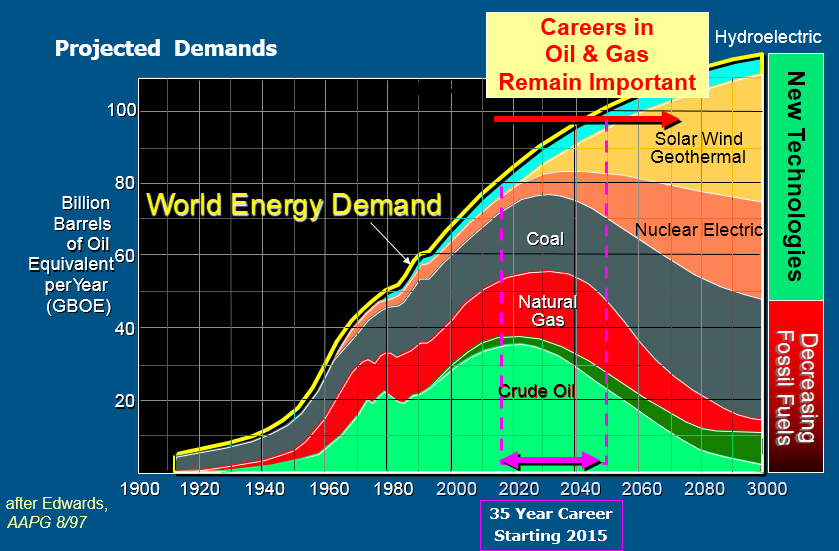 Projected Demands
Careers in
Oil & Gas
Remain Important
Hydroelectric
100
80
60
40
20
Billion
Barrels
of Oil
Equivalent
perYear
(GBOE)
World Energy Demand
Solar Wind
Geothermal
Nuclear Electric
Coal
Natural
Gas
Crude Oil
New Technologies
Decreasing
Fossil Fuels
1900 1920 1940 1960 1980 2000 2020 2040 2060 2080 3000
35 Year Career
Starting 2015
after Edwards,
AAPG 8/97